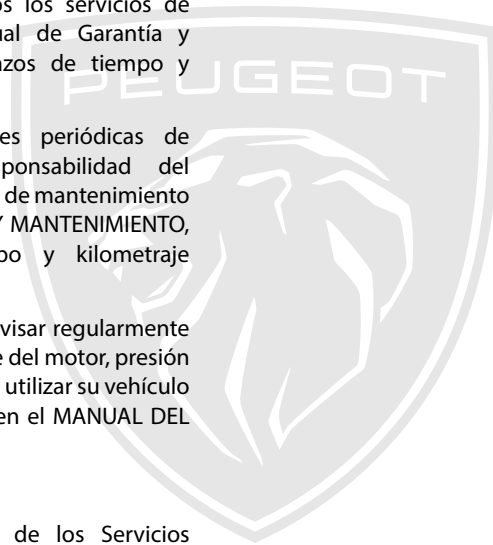 os los servicios de
ual de Garantía y
azos de tiempo y
PEUGEOT
es periódicas de
ponsabilidad del
de mantenimiento
Y MANTENIMIENTO,
po y kilometraje
visar regularmente
e del motor, presión
utilizar su vehículo
en el MANUAL DEL
de los Servicios